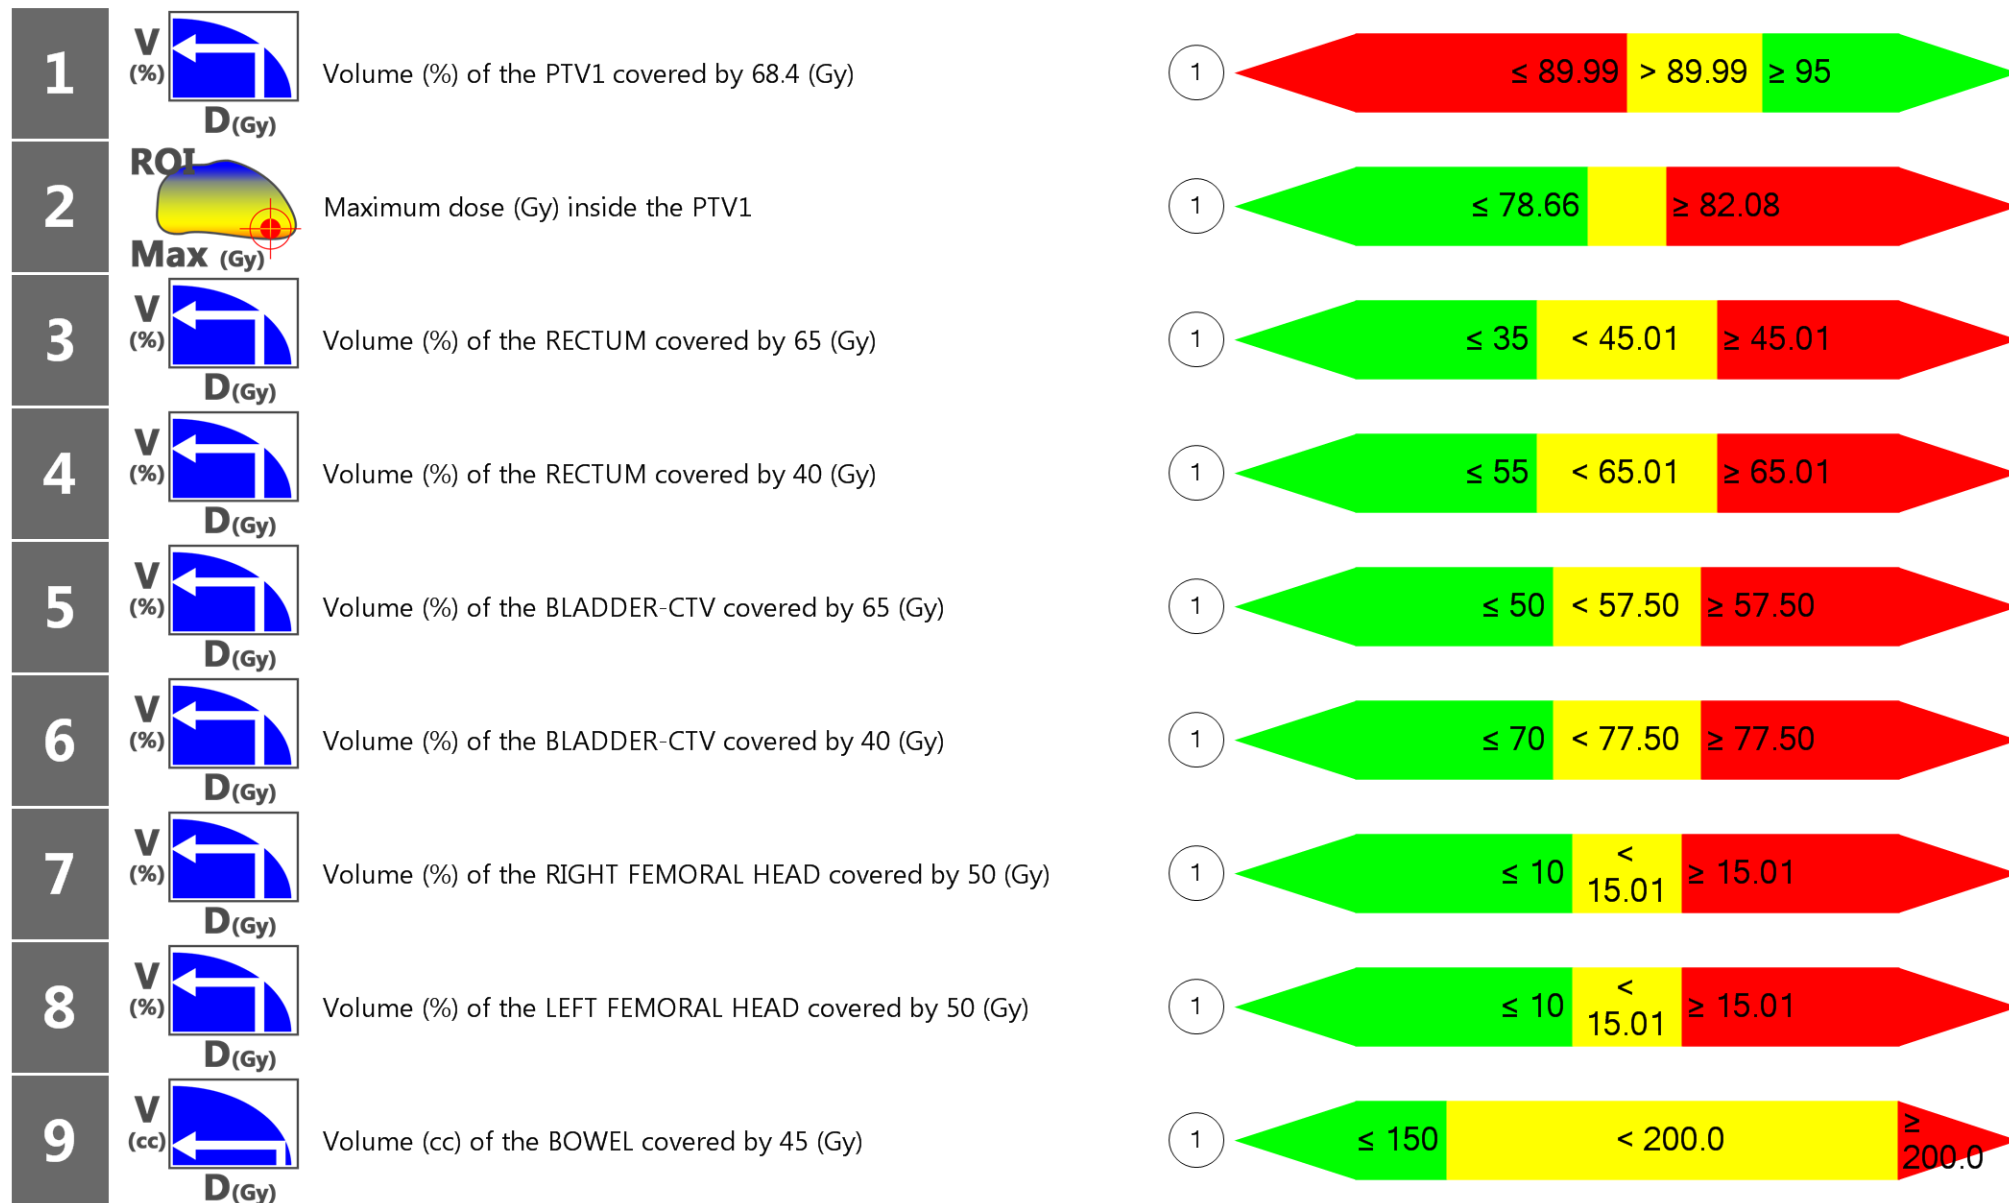 1 V (%) D(Gy) Volume (%) of the PTV1 covered by 68.4 (Gy) 1 ≤ 89.99 > 89.99 ≥ 95
2 ROI Max (Gy) Maximum dose (Gy) inside the PTV1 1 ≤ 78.66 ≥ 82.08
3 V (%) D(Gy) Volume (%) of the RECTUM covered by 65 (Gy) 1 ≤ 35 < 45.01 ≥ 45.01
4 V (%) D(Gy) Volume (%) of the RECTUM covered by 40 (Gy) 1 ≤ 55 < 65.01 ≥ 65.01
5 V (%) D(Gy) Volume (%) of the BLADDER-CTV covered by 65 (Gy) 1 ≤ 50 < 57.50 ≥ 57.50
6 V (%) D(Gy) Volume (%) of the BLADDER-CTV covered by 40 (Gy) 1 ≤ 70 < 77.50 ≥ 77.50
7 V (%) D(Gy) Volume (%) of the RIGHT FEMORAL HEAD covered by 50 (Gy) 1 ≤ 10 < 15.01 ≥ 15.01
8 V (%) D(Gy) Volume (%) of the LEFT FEMORAL HEAD covered by 50 (Gy) 1 ≤ 10 < 15.01 ≥ 15.01
9 V (cc) D(Gy) Volume (cc) of the BOWEL covered by 45 (Gy) 1 ≤ 150 < 200.0 ≥ 200.0